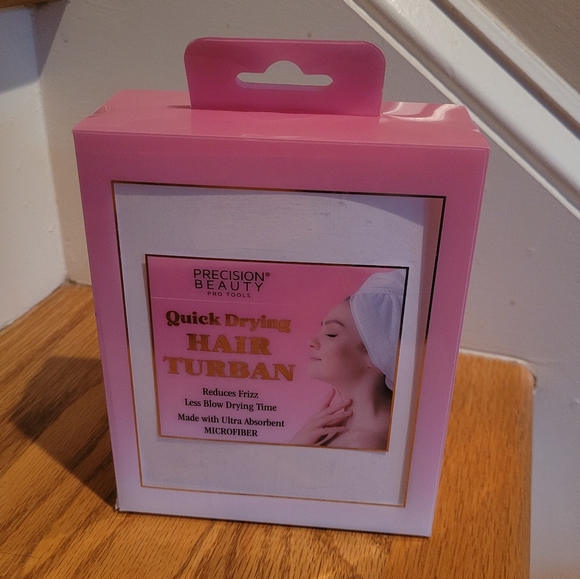 PRECISION®
BEAUTY
PRO TOOLS
Quick Drying
HAIR
TURBAN
Reduces Frizz
Less Blow Drying Time
Made with Ultra Absorbent
MICROFIBER